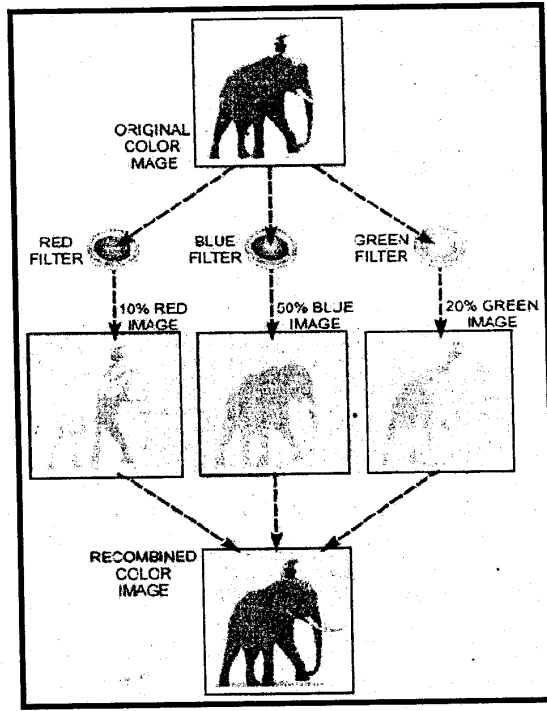 ORIGINAL
COLOR
MAGE
RED
FILTER
BLUE
FILTER
GREEN
FILTER
10% RED
IMAGE
50% BLUE
IMAGE
20% GREEN
IMAGE
RECOMBINED
COLOR
IMAGE